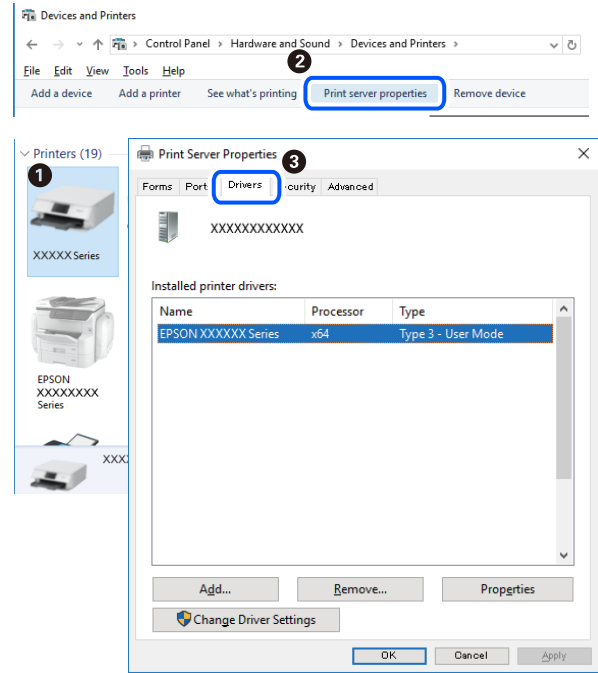 Devices and Printers
Control Panel > Hardware and Sound > Devices and Printers >
2
File Edit View Tools Help
Add a device Add a printer See what's printing Print server properties Remove device
Printers (19)
1
XXXXX Series
EPSON
XXXXXXXX
Series
XXX
Print Server Properties
3
Forms Port Drivers curity Advanced
XXXXXXXXXXXX
Installed printer drivers:
Name Processor Type
EPSON XXXXXX Series x64 Type 3 - User Mode
Add... Remove... Properties
Change Driver Settings
OK Cancel Apply